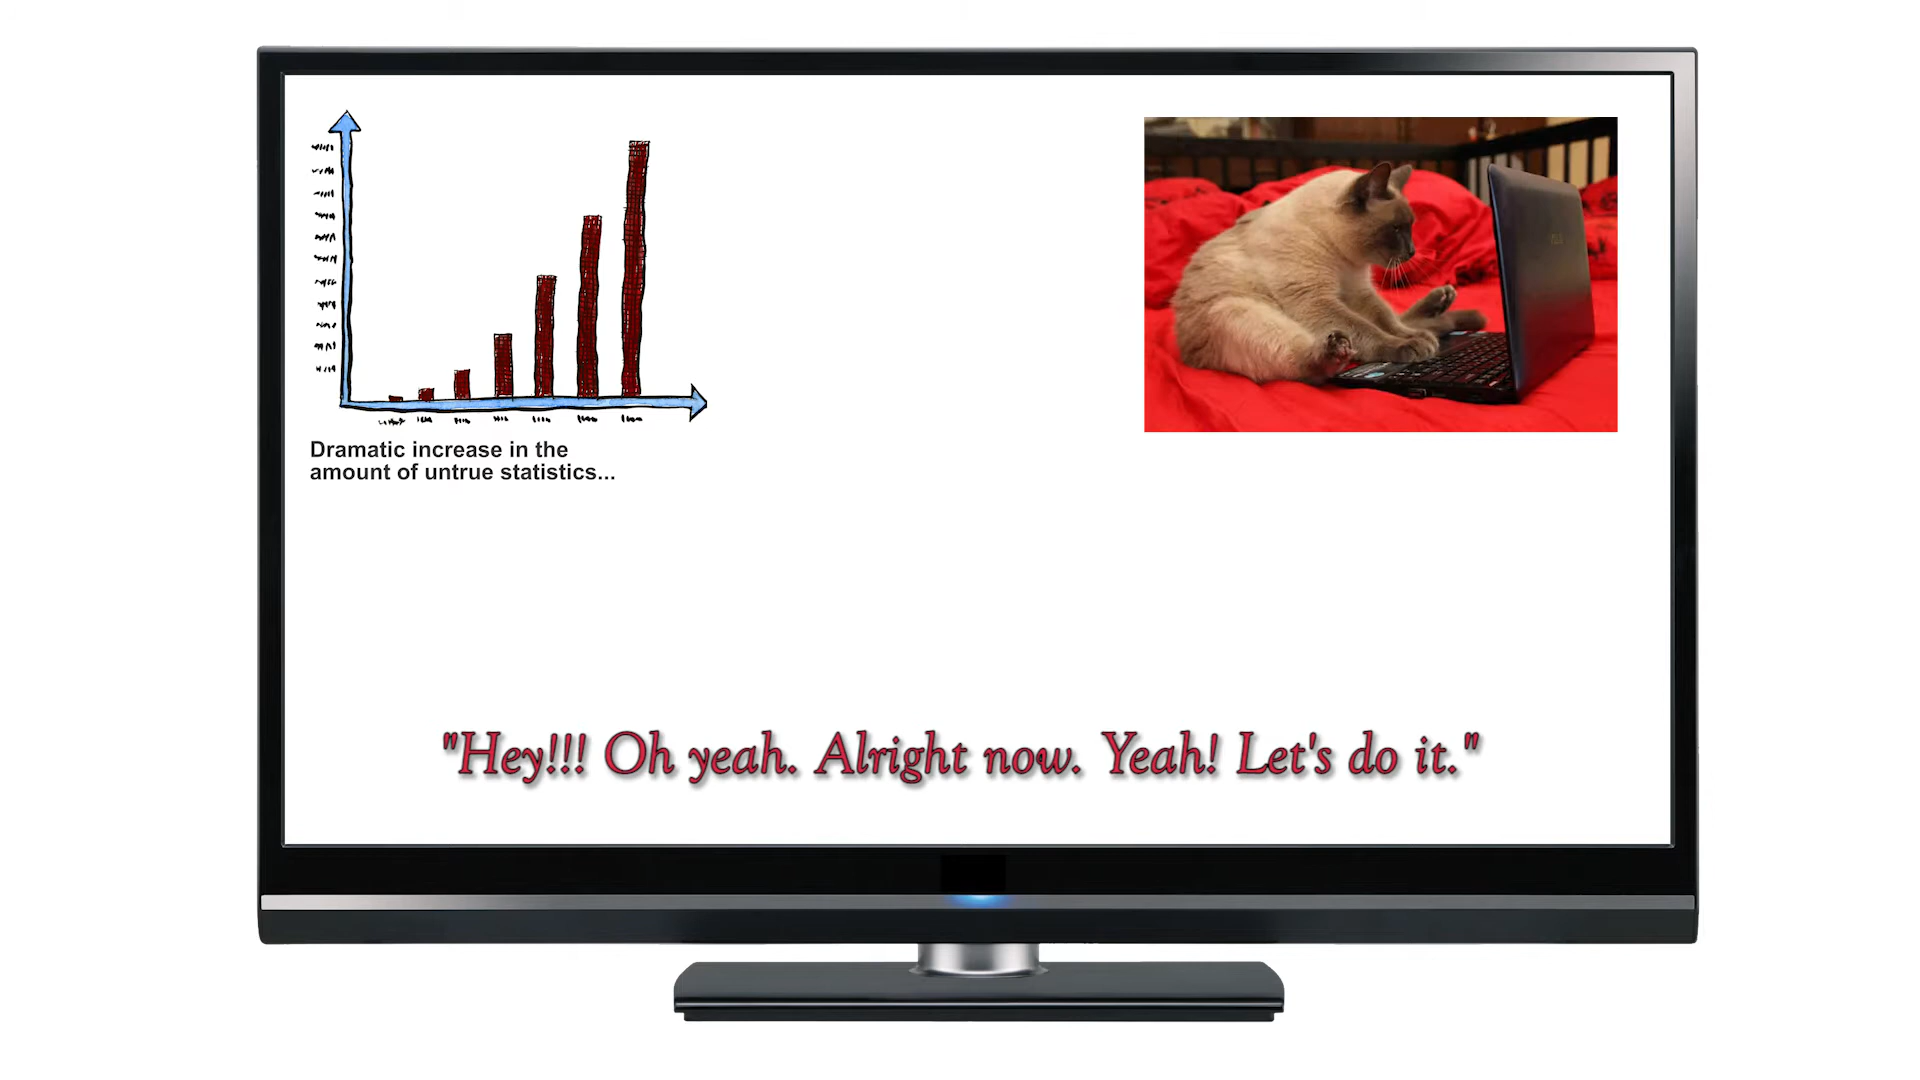 Dramatic increase in the
amount of untrue statistics...
"Hey!!! Oh yeah. Alright now. Yeah! Let's do it."